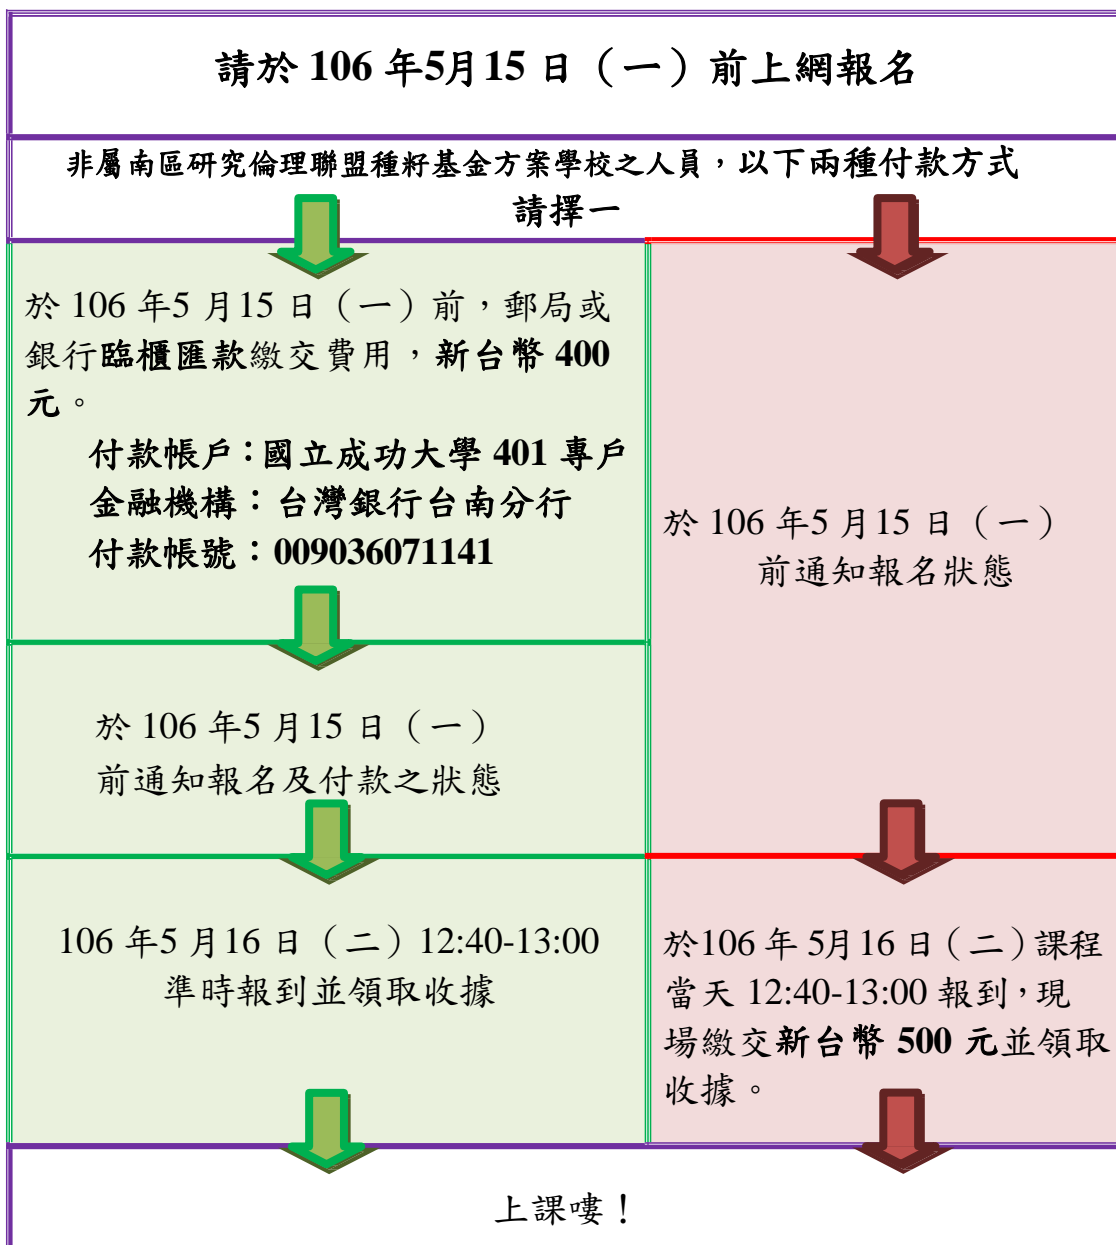 請於 106 年5月15 日（一）前上網報名
非屬南區研究倫理聯盟種籽基金方案學校之人員，以下兩種付款方式
請擇一
於 106 年5 月15 日（一）前，郵局或
銀行臨櫃匯款繳交費用，新台幣 400
元。
付款帳戶：國立成功大學 401 專戶
金融機構：台灣銀行台南分行
付款帳號：009036071141
於 106 年5 月15 日（一）
前通知報名及付款之狀態
106 年5 月16 日（二）12:40-13:00
準時報到並領取收據
於 106 年5 月15 日（一）
前通知報名狀態
於106 年 5月16 日（二）課程
當天 12:40-13:00 報到，現
場繳交新台幣 500 元並領取
收據。
上課嘍！